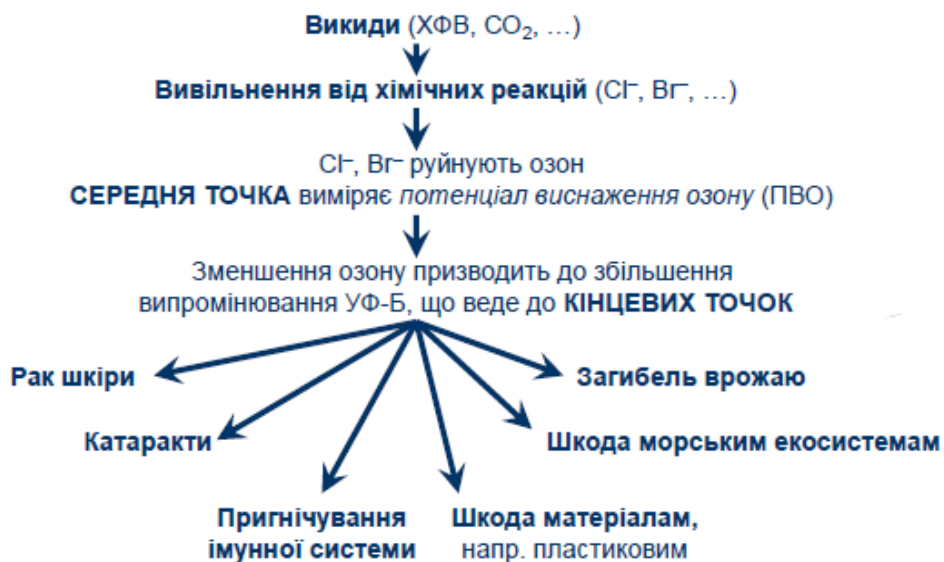 Викиди (ХФВ, CO₂, …)
Вивільнення від хімічних реакцій (Cl⁻, Br⁻, …)
Cl⁻, Br⁻ руйнують озон
СЕРЕДНЯ ТОЧКА виміряє потенціал виснаження озону (ПВО)
Зменшення озону призводить до збільшення
випромінювання УФ-Б, що веде до КІНЦЕВИХ ТОЧОК
Рак шкіри
Загибель врожаю
Катаракти
Шкода морським екосистемам
Пригнічування
імунної системи
Шкода матеріалам,
напр. пластиковим